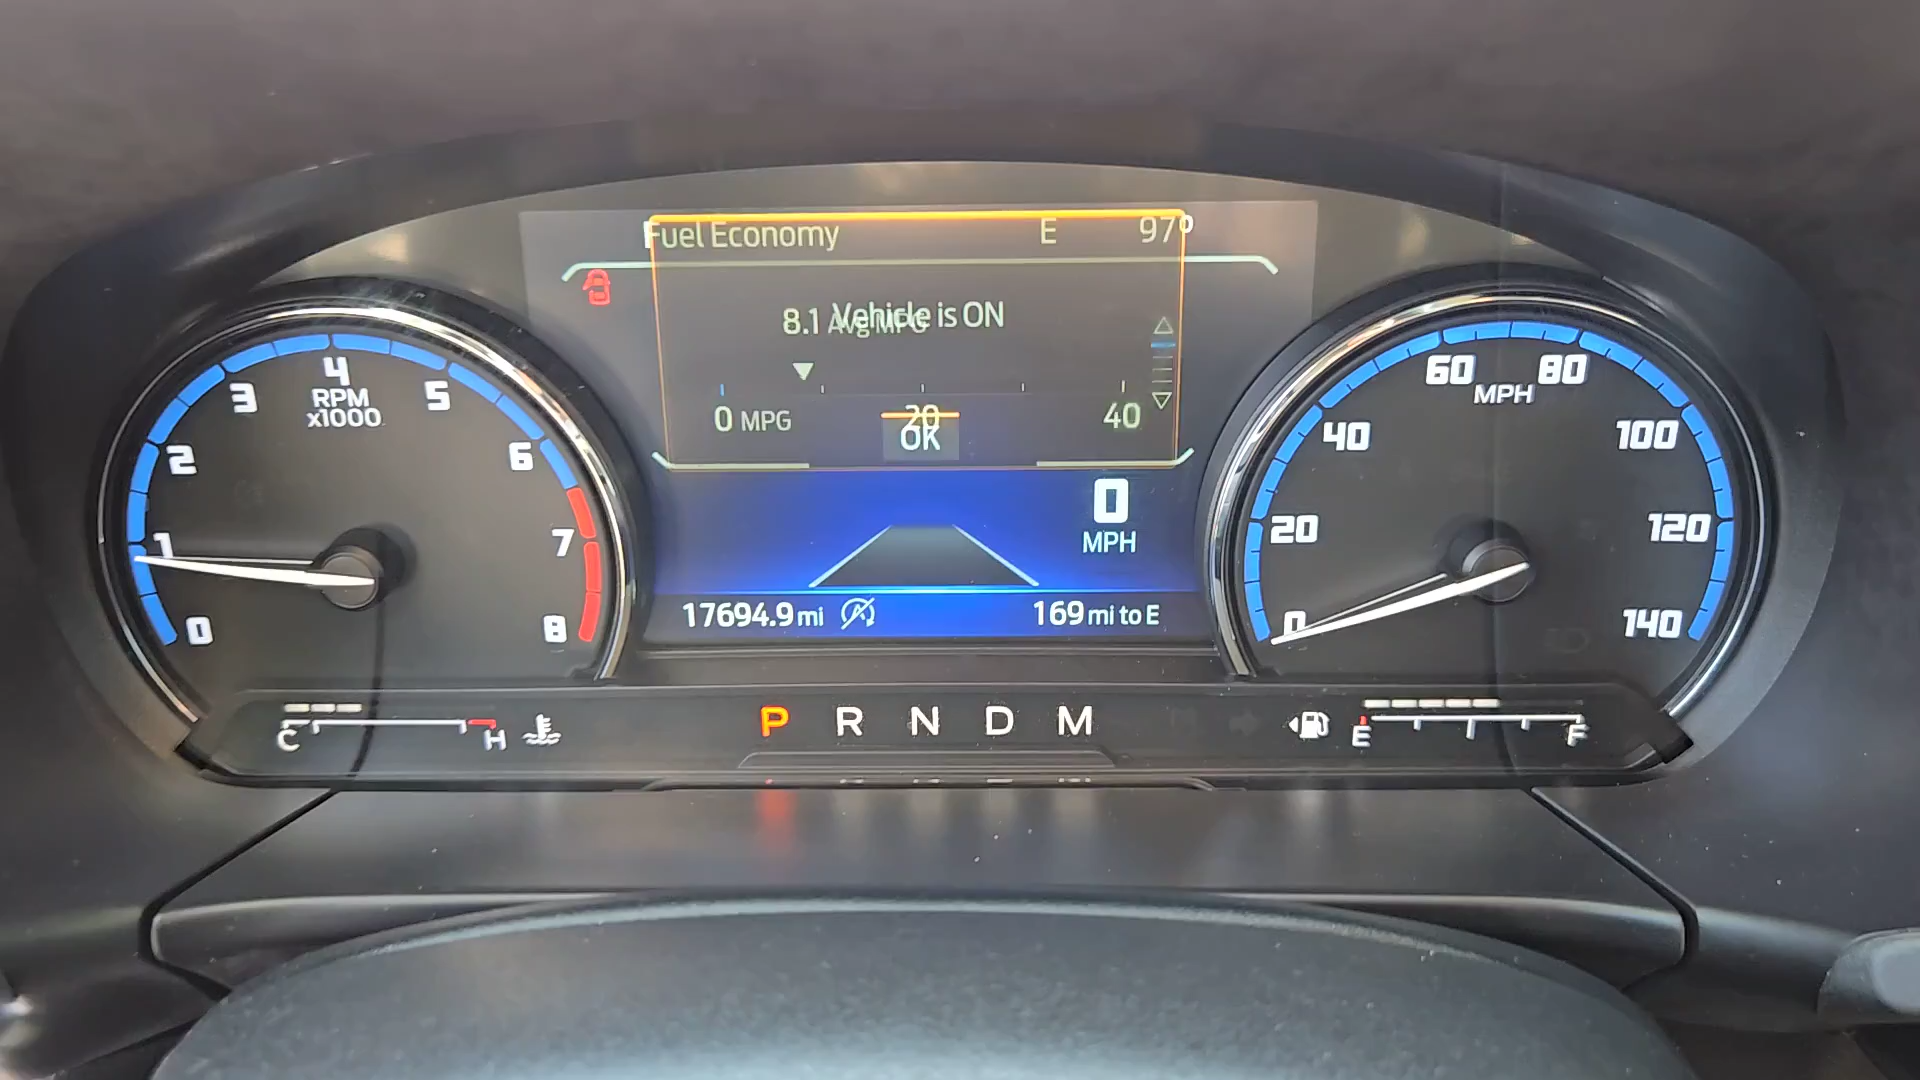 Fuel Economy E 97°
Vehicle is ON
8.1 Avg MPG
0 MPG 20 40
OK
0
MPH
17694.9 mi 169 mi to E
0 1 2 3 4 5 6 7 8
RPM
x1000
0 20 40 60 80 100 120 140
MPH
C H
P R N D M
E F